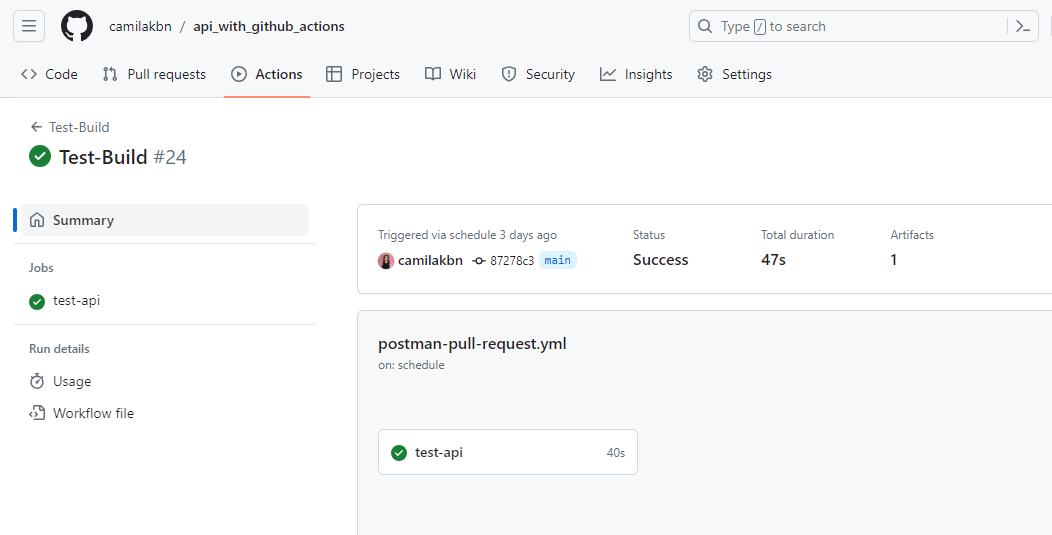 camilakbn / api_with_github_actions
Type / to search
Code Pull requests Actions Projects Wiki Security Insights Settings
Test-Build
Test-Build #24
Summary
Jobs
test-api
Run details
Usage
Workflow file
Triggered via schedule 3 days ago
camilakbn 87278c3 main
Status
Success
Total duration
47s
Artifacts
1
postman-pull-request.yml
on: schedule
test-api 40s